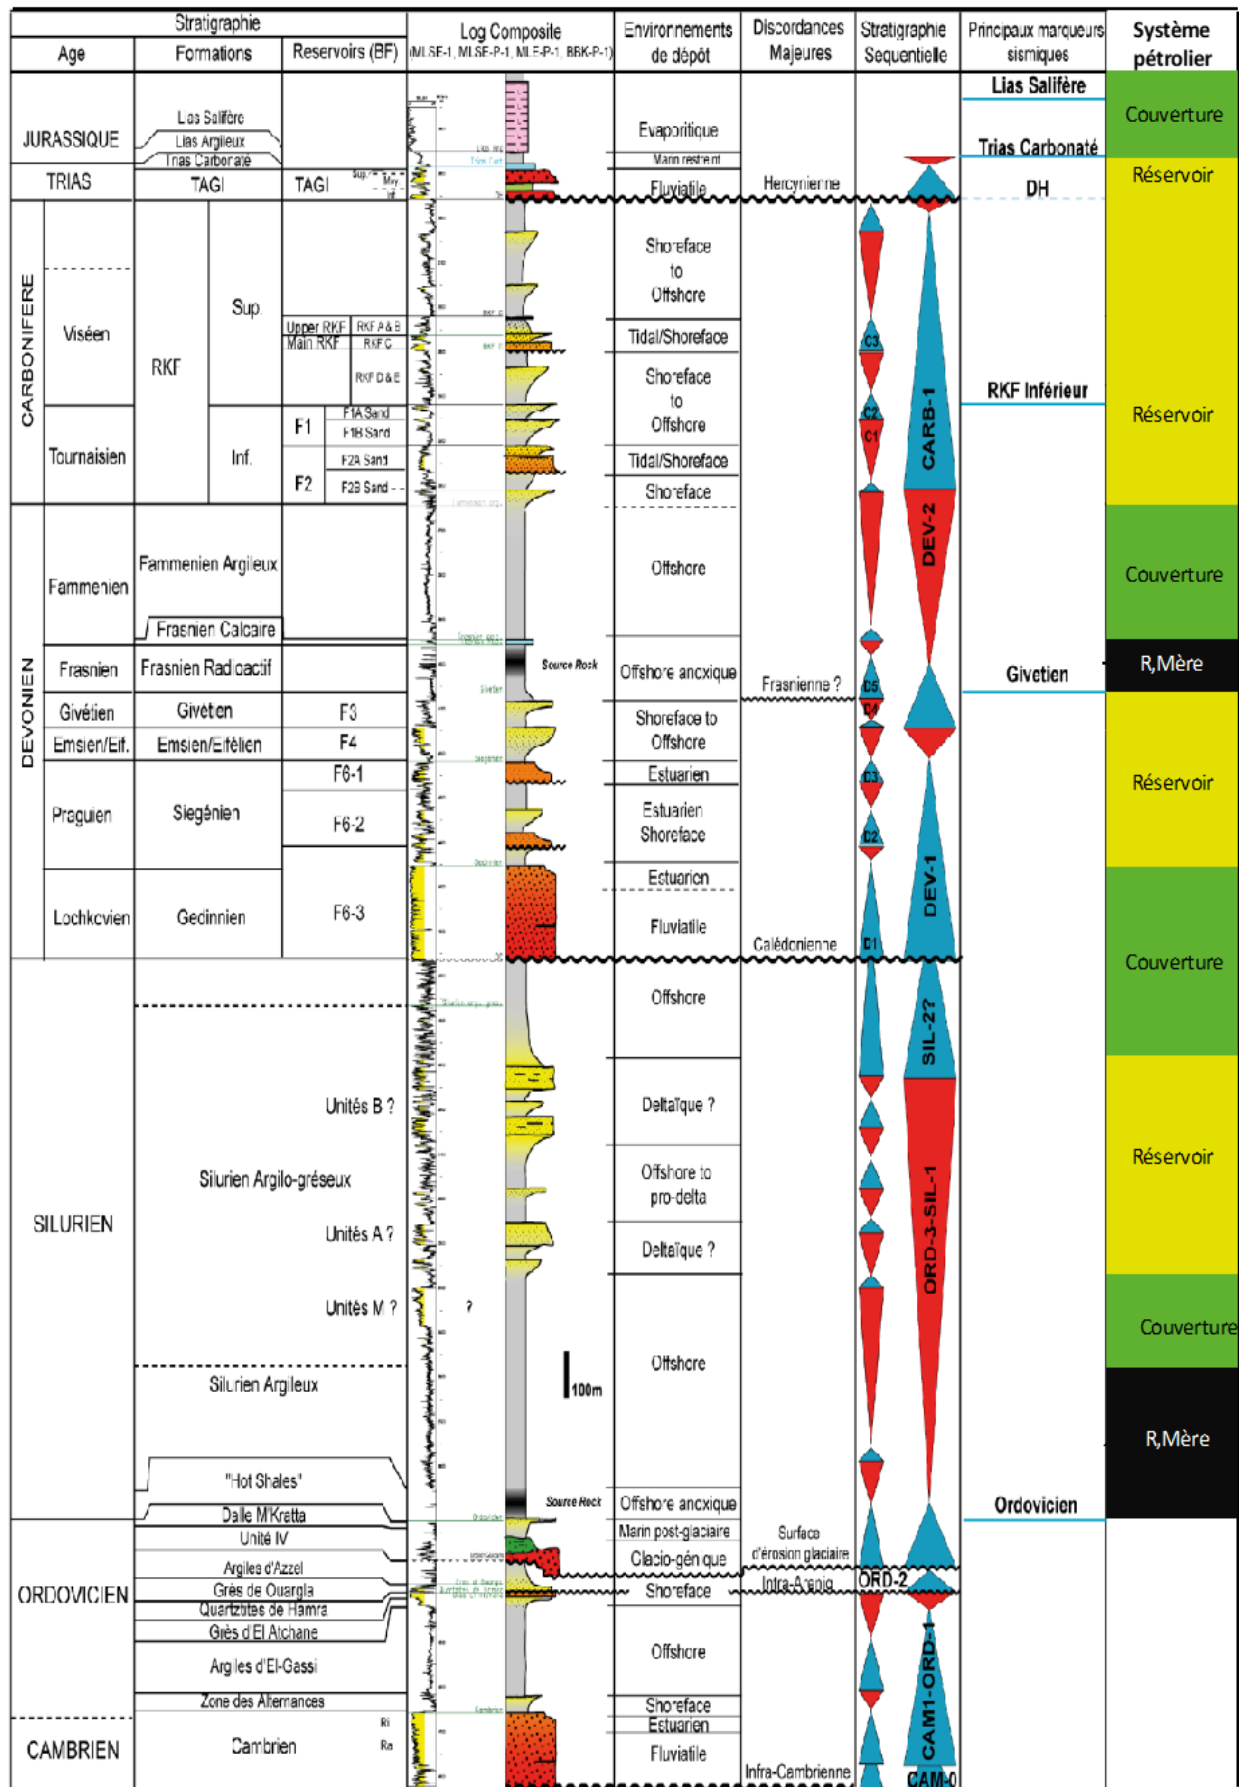 Stratigraphie
Age
Formations
Reservoirs (BF)
Log Composite
(MLSE-1, MLSE-P-1, MLE-P-1, BBK-P-1)
Environnements
de dépôt
Discordances
Majeures
Stratigraphie
Sequentielle
Principaux marqueurs
sismiques
Système
pétrolier
JURASSIQUE
Lias Salifère
Lias Argileux
Trias Carbonaté
Evaporitique
Marin restreint
Lias Salifère
Trias Carbonaté
Couverture
TRIAS
TAGI
TAGI
Sup.
Moy.
Inf.
Fluviatile
Hercynienne
DH
Réservoir
CARBONIFERE
Viséen
Tournaisien
RKF
Sup.
Inf.
Upper RKF
RKF A & B
Main RKF
RKF C
RKF D & E
F1
F1A Sand
F1B Sand
F2
F2A Sand
F2B Sand
Shoreface
to
Offshore
Tidal/Shoreface
Shoreface
to
Offshore
Tidal/Shoreface
Shoreface
C3
C2
C1
CARB-1
RKF Inférieur
Réservoir
DEVONIEN
Fammenien
Fammenien Argileux
Frasnien Calcaire
Offshore
DEV-2
Couverture
Frasnien
Frasnien Radioactif
Source Rock
Offshore anoxique
Frasnienne ?
D5
Givetien
R,Mère
Givétien
Givétien
F3
Shoreface to
Offshore
D4
Emsien/Eif.
Emsien/Eifélien
F4
Praguien
Siegénien
F6-1
F6-2
Estuarien
Estuarien
Shoreface
D3
D2
Réservoir
Lochkovien
Gedinnien
F6-3
Estuarien
Fluviatile
Calédonienne
D1
DEV-1
Couverture
SILURIEN
Offshore
SIL-2?
Unités B ?
Deltaïque ?
Silurien Argilo-gréseux
Offshore to
pro-delta
Réservoir
Unités A ?
Deltaïque ?
ORD-3-SIL-1
Unités M ?
?
Couverture
Offshore
100m
Silurien Argileux
R,Mère
"Hot Shales"
Source Rock
Offshore anoxique
Ordovicien
ORDOVICIEN
Dalle M'Kratta
Unité IV
Argiles d'Azzel
Grès de Ouargla
Quartztites de Hamra
Grès d'El Atchane
Argiles d'El-Gassi
Zone des Alternances
Marin post-glaciaire
Glacio-génique
Shoreface
Offshore
Shoreface
Surface
d'érosion glaciaire
Infra-Arenig
ORD-2
CAM1-ORD-1
CAMBRIEN
Cambrien
Ri
Ra
Estuarien
Fluviatile
Infra-Cambrienne
CAM-0